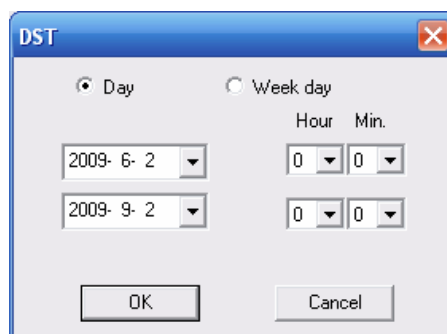 DST
Day Week day
Hour Min.
2009- 6- 2 0 0
2009- 9- 2 0 0
OK Cancel